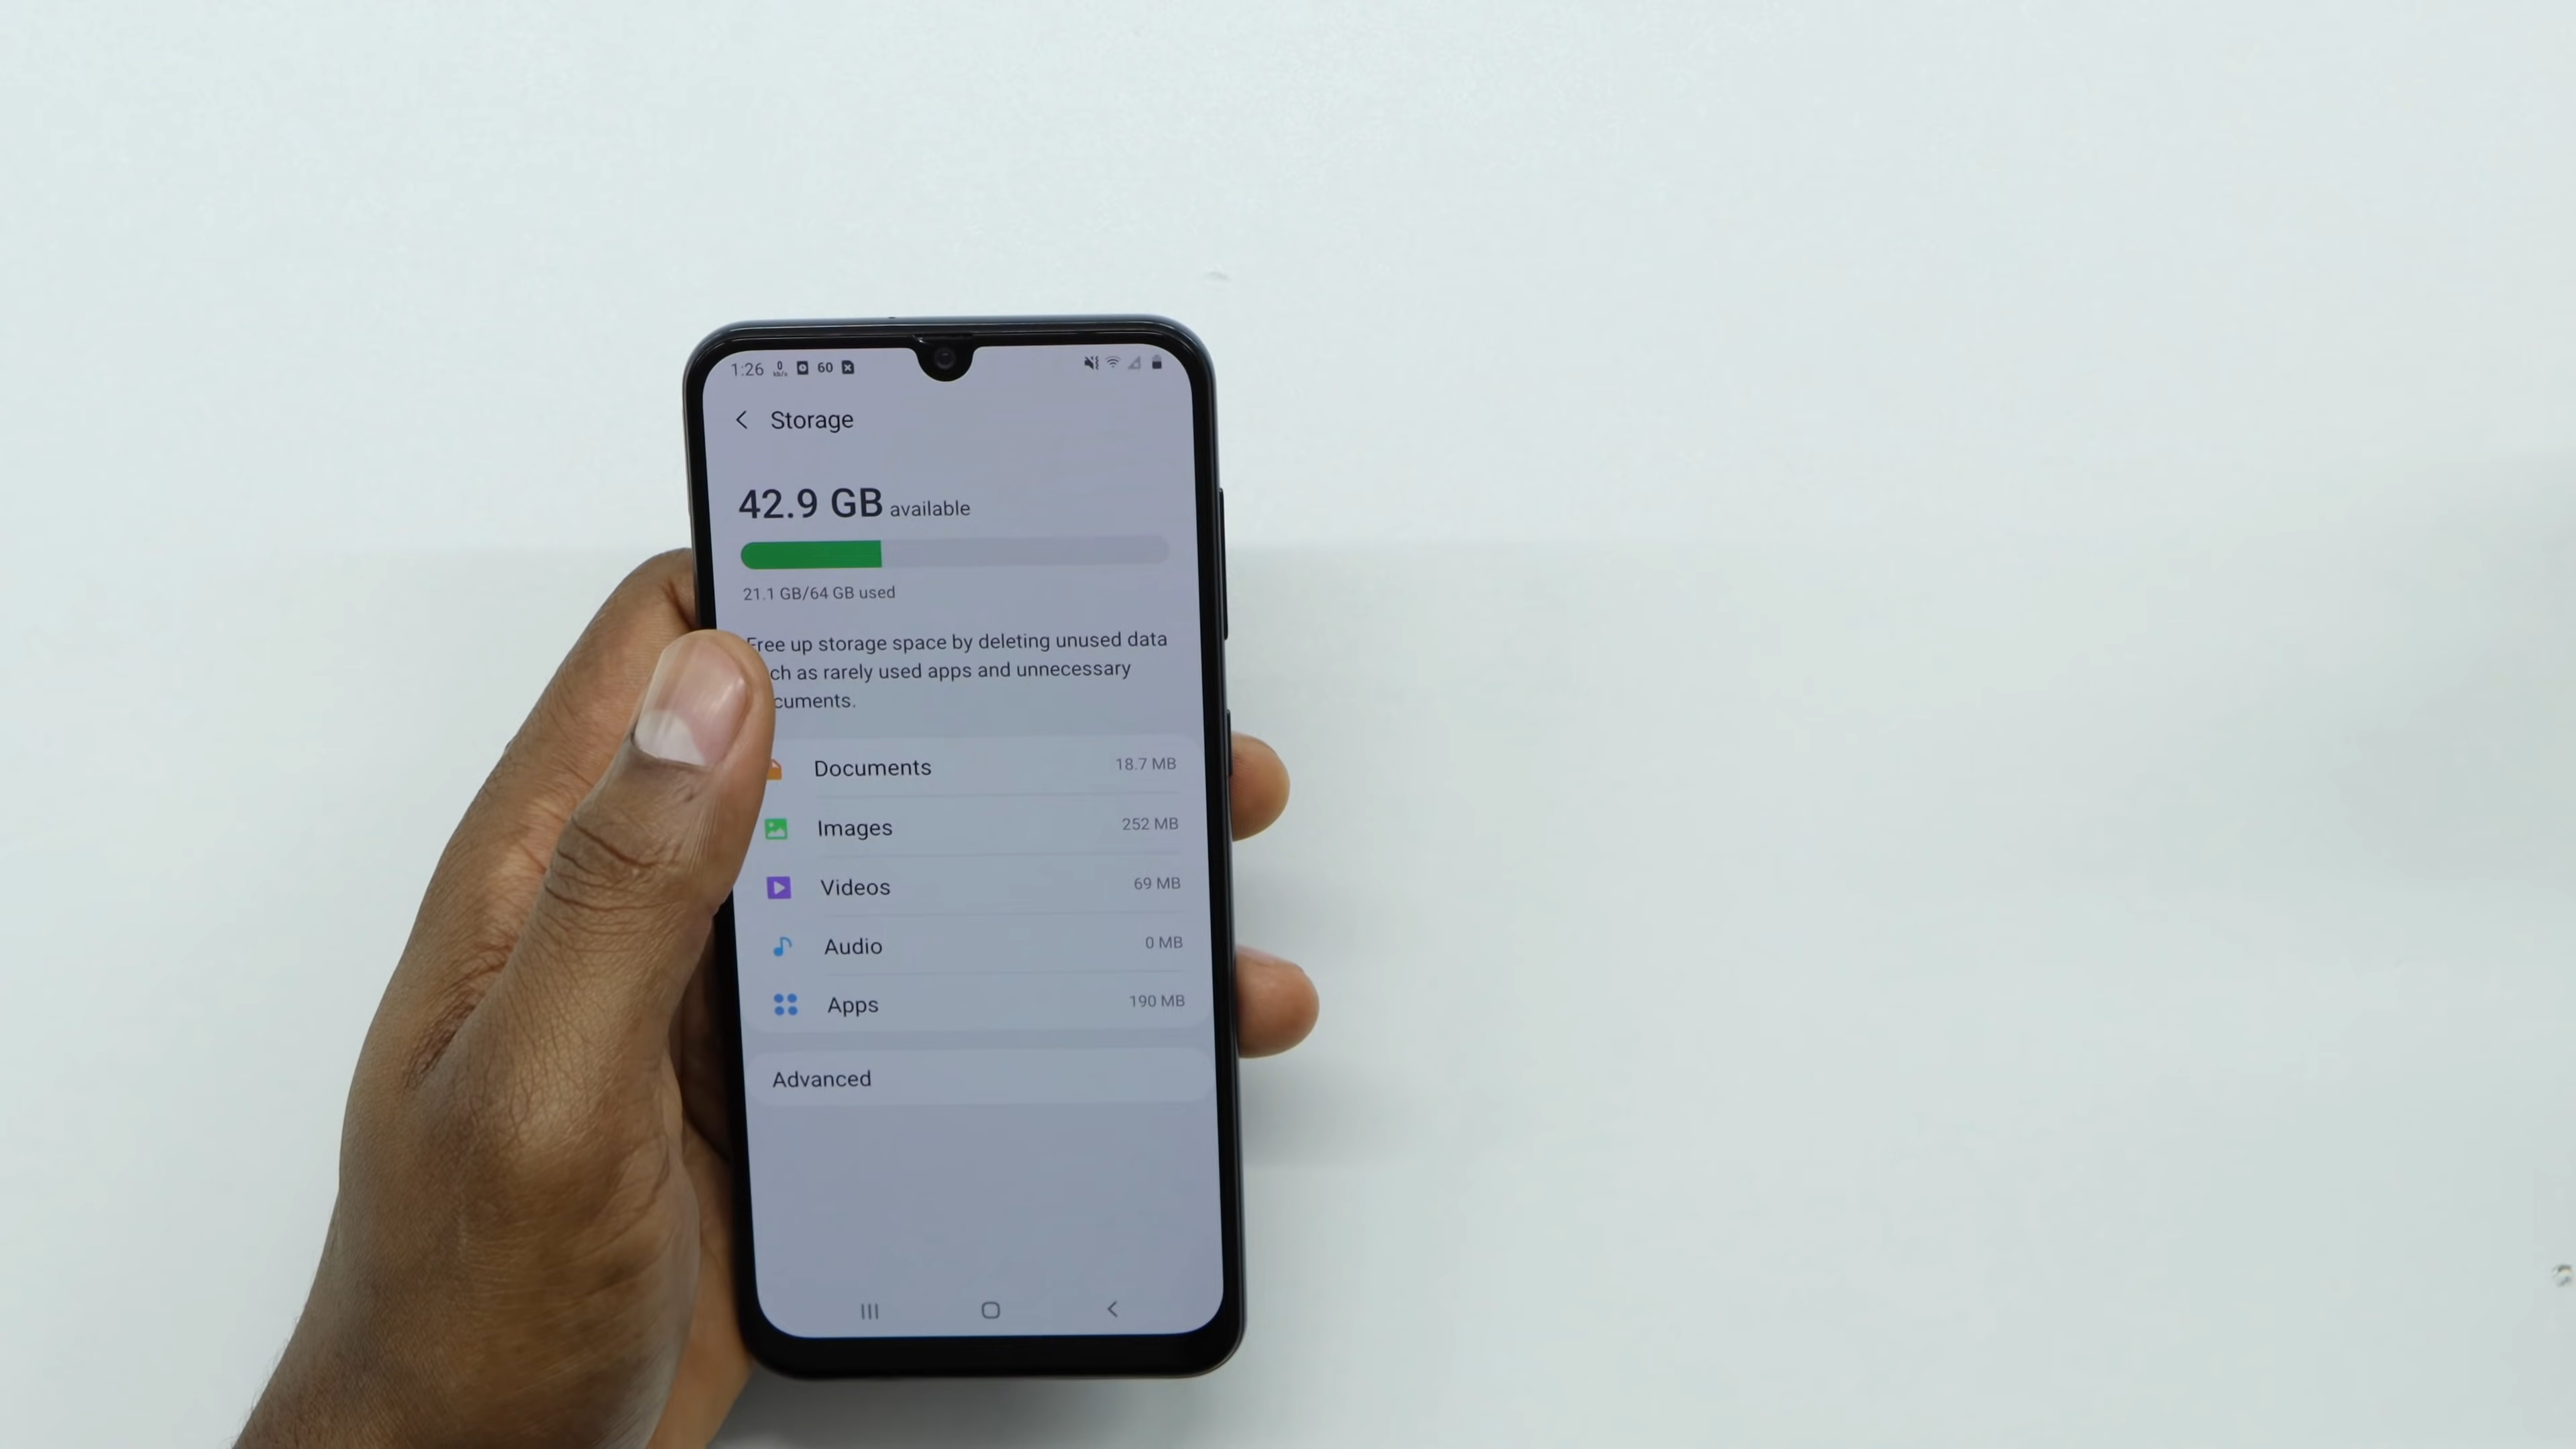 1:26 0 kb/s 60
Storage
42.9 GB available
21.1 GB/64 GB used
Free up storage space by deleting unused data
ch as rarely used apps and unnecessary
cuments.
Documents 18.7 MB
Images 252 MB
Videos 69 MB
Audio 0 MB
Apps 190 MB
Advanced